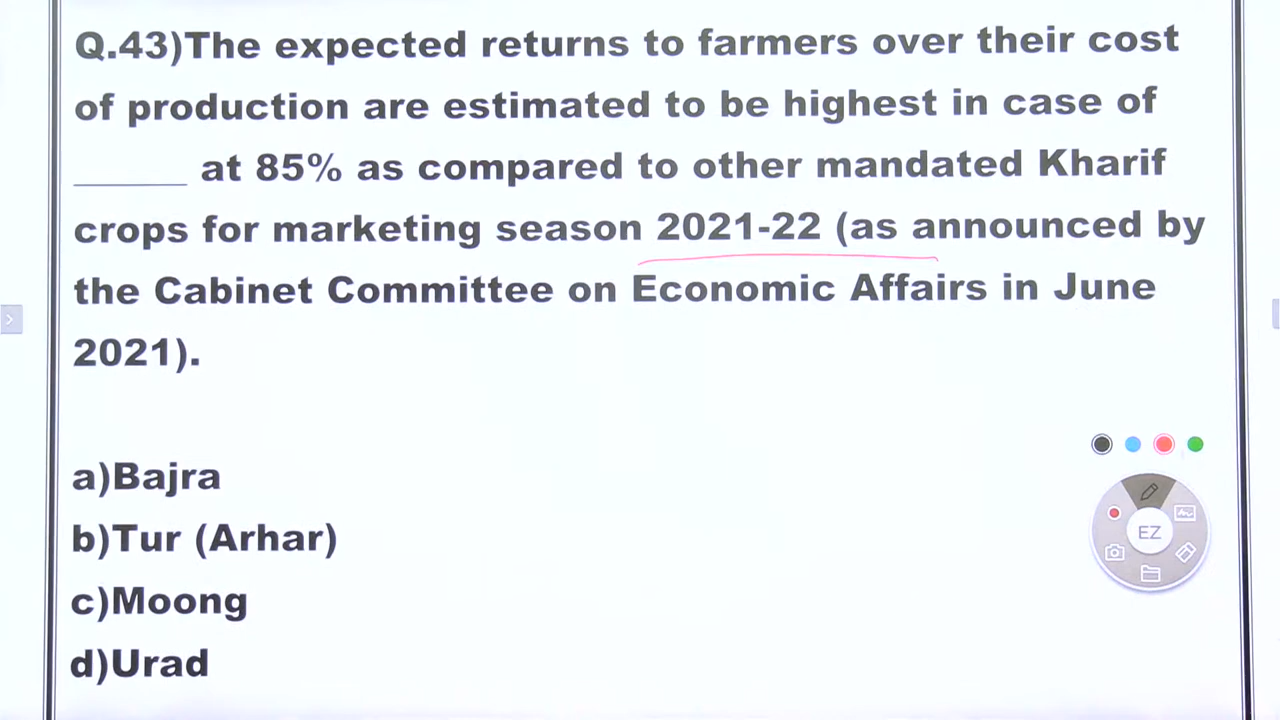 Q.43)The expected returns to farmers over their cost
of production are estimated to be highest in case of
______ at 85% as compared to other mandated Kharif
crops for marketing season 2021-22 (as announced by
the Cabinet Committee on Economic Affairs in June
2021).
a)Bajra
b)Tur (Arhar)
c)Moong
d)Urad
EZ